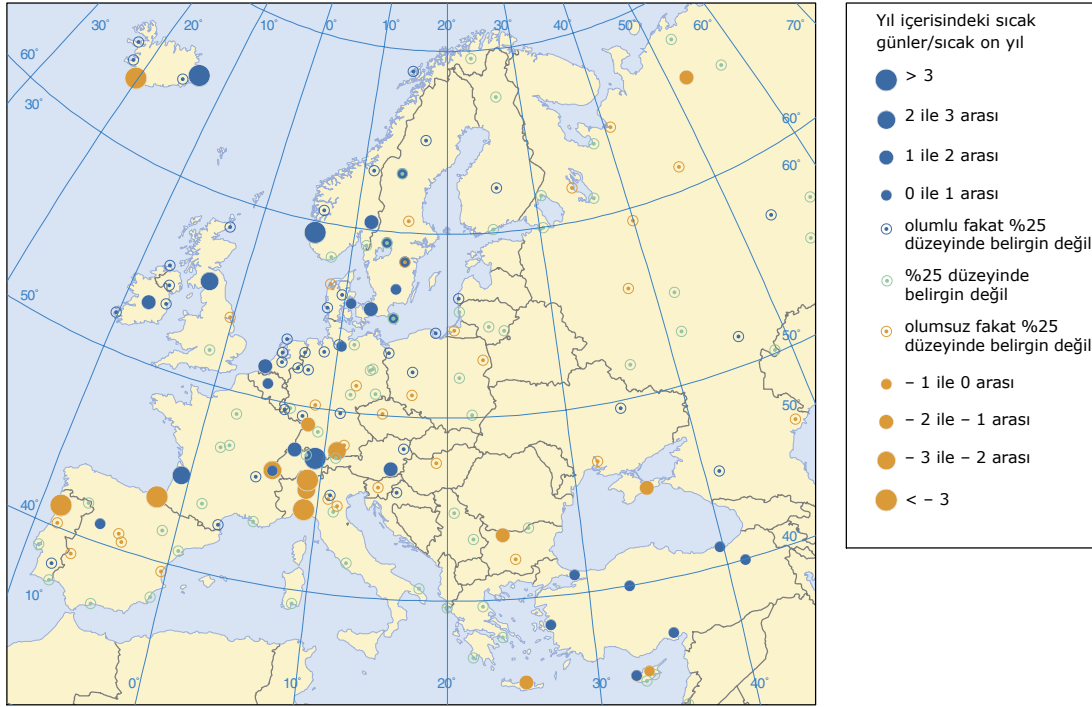 30° 20° 10° 0° 10° 20° 30° 40° 50° 60° 70°
60°
30°
50°
40°
10°
60°
60°
50°
50°
40°
40°
0° 10° 20° 30° 40°
Yıl içerisindeki sıcak
günler/sıcak on yıl
> 3
2 ile 3 arası
1 ile 2 arası
0 ile 1 arası
olumlu fakat %25
düzeyinde belirgin değil
%25 düzeyinde
belirgin değil
olumsuz fakat %25
düzeyinde belirgin değil
– 1 ile 0 arası
– 2 ile – 1 arası
– 3 ile – 2 arası
< – 3